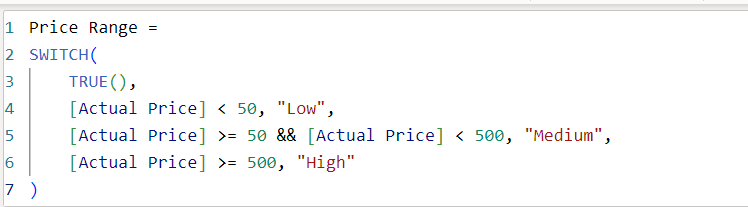 1 Price Range =
2 SWITCH(
3     TRUE(),
4     [Actual Price] < 50, "Low",
5     [Actual Price] >= 50 && [Actual Price] < 500, "Medium",
6     [Actual Price] >= 500, "High"
7 )